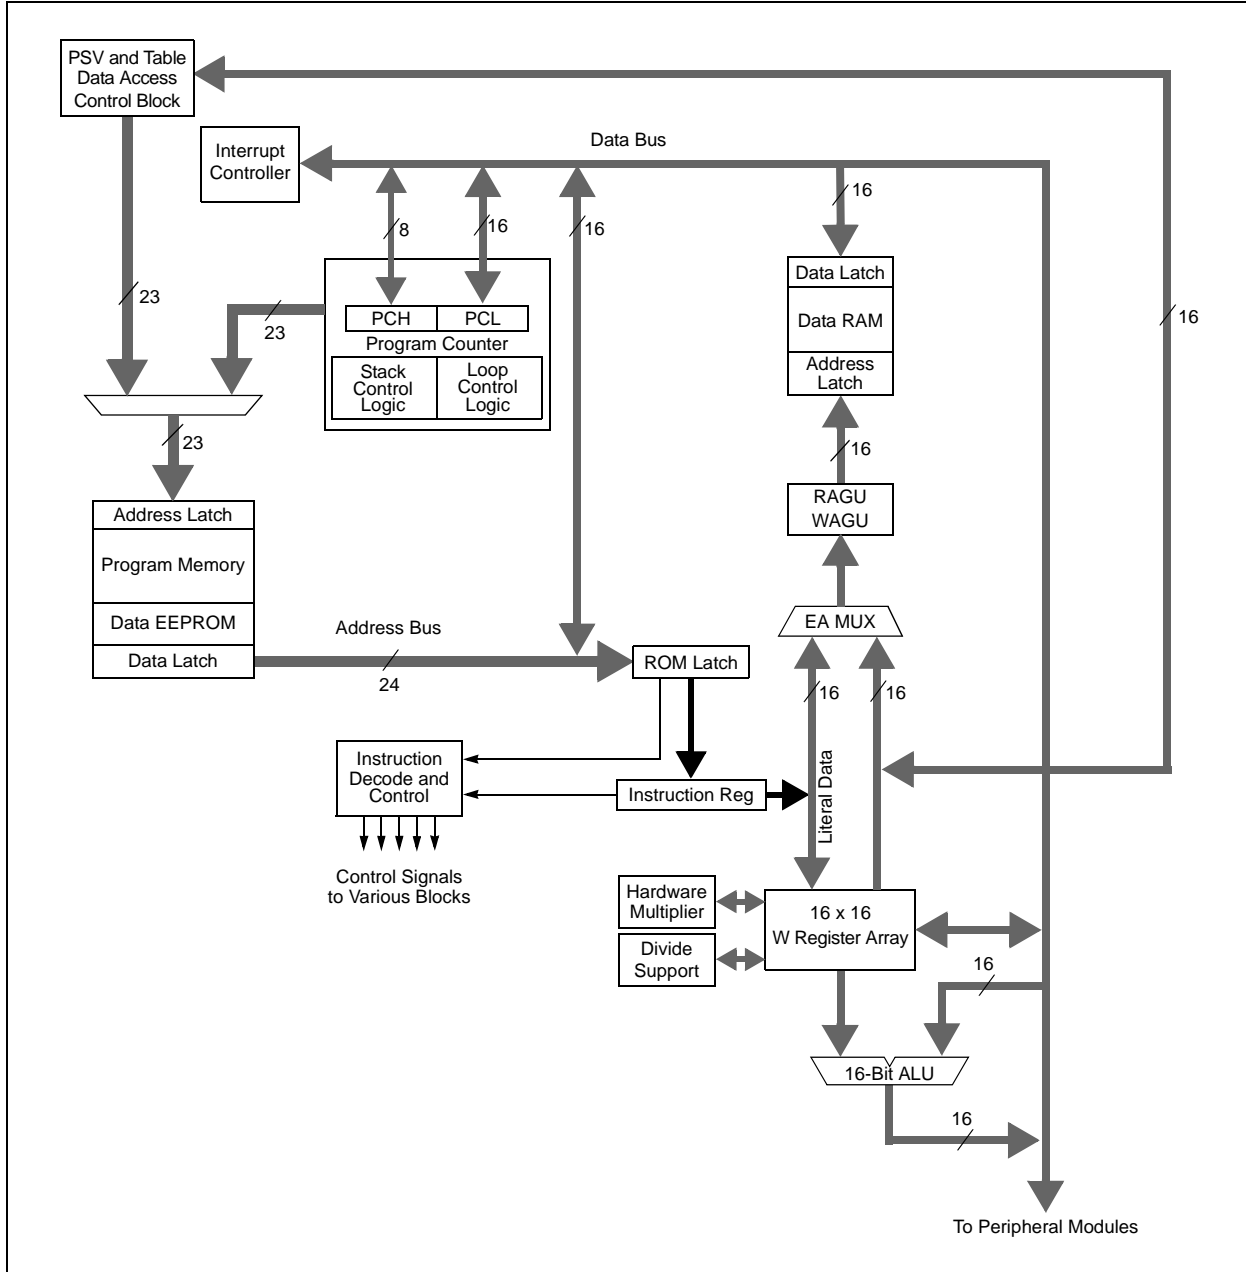 PSV and Table
Data Access
Control Block
Interrupt
Controller
Data Bus
8
16
16
16
23
23
16
PCH
PCL
Program Counter
Stack
Control
Logic
Loop
Control
Logic
Data Latch
Data RAM
Address
Latch
23
16
RAGU
WAGU
Address Latch
Program Memory
Data EEPROM
Data Latch
Address Bus
24
ROM Latch
EA MUX
16
16
Instruction
Decode and
Control
Instruction Reg
Literal Data
Control Signals
to Various Blocks
Hardware
Multiplier
Divide
Support
16 x 16
W Register Array
16
16-Bit ALU
16
To Peripheral Modules